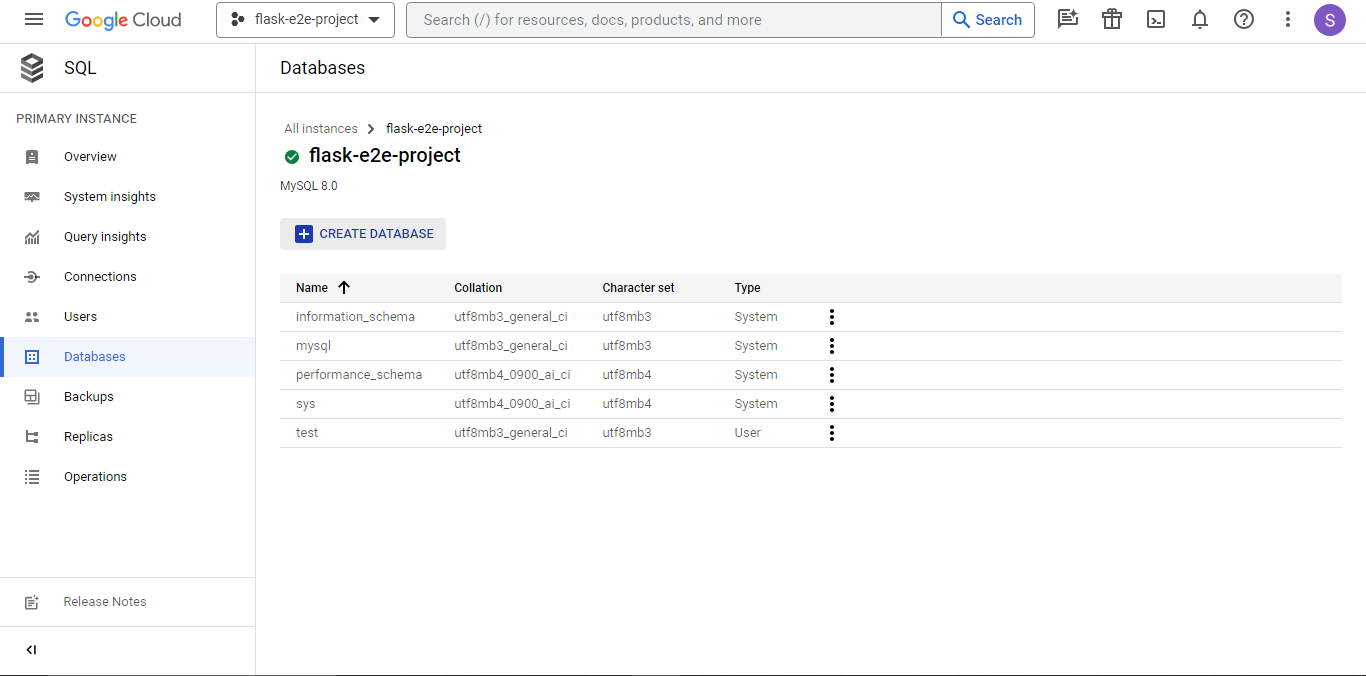 Google Cloud
flask-e2e-project
Search (/) for resources, docs, products, and more
Search
S
SQL
Databases
PRIMARY INSTANCE
Overview
System insights
Query insights
Connections
Users
Databases
Backups
Replicas
Operations
Release Notes
All instances flask-e2e-project
flask-e2e-project
MySQL 8.0
CREATE DATABASE
Name Collation Character set Type
information_schema utf8mb3_general_ci utf8mb3 System
mysql utf8mb3_general_ci utf8mb3 System
performance_schema utf8mb4_0900_ai_ci utf8mb4 System
sys utf8mb4_0900_ai_ci utf8mb4 System
test utf8mb3_general_ci utf8mb3 User